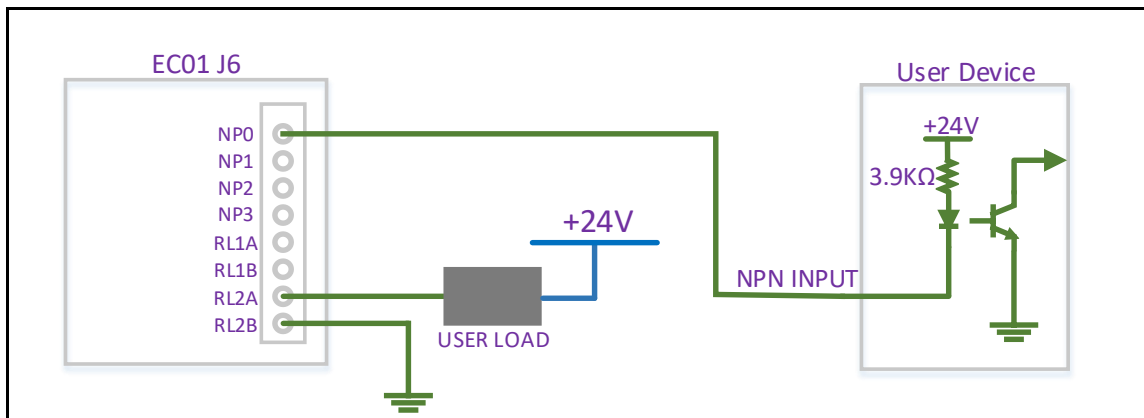 EC01 J6
NP0
NP1
NP2
NP3
RL1A
RL1B
RL2A
RL2B
+24V
USER LOAD
NPN INPUT
User Device
+24V
3.9KΩ